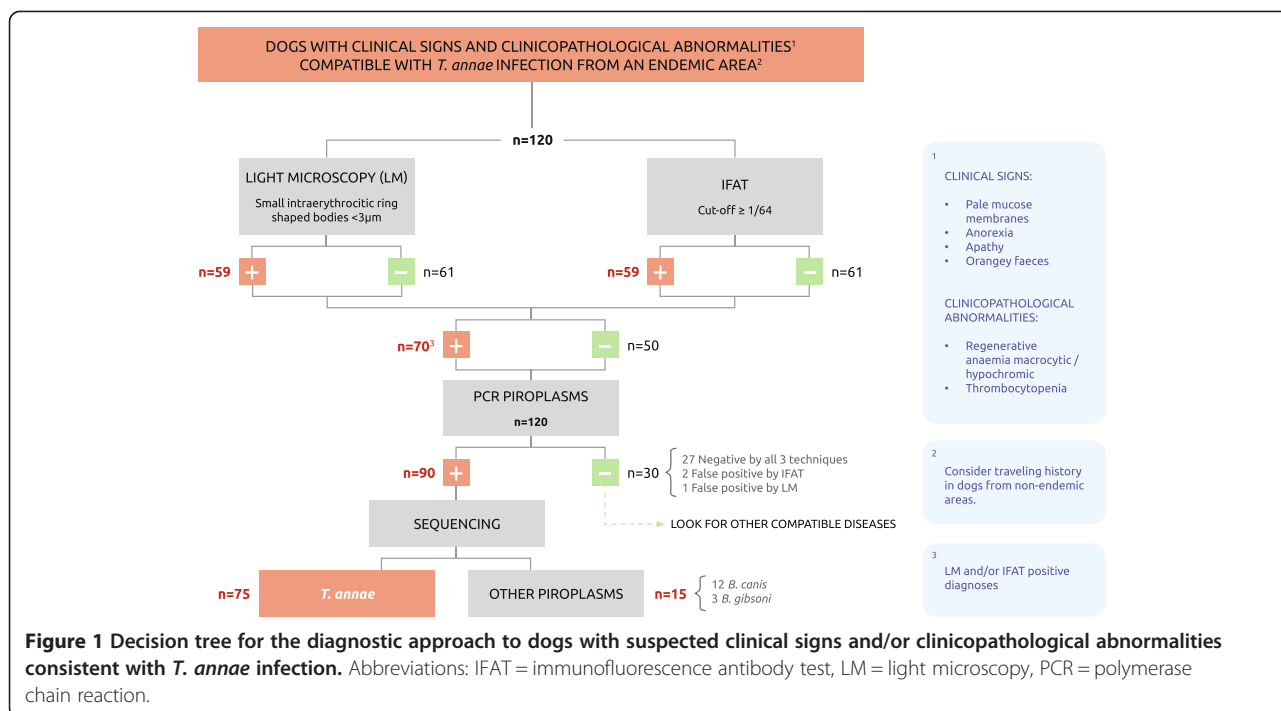 DOGS WITH CLINICAL SIGNS AND CLINICOPATHOLOGICAL ABNORMALITIES¹
COMPATIBLE WITH T. annae INFECTION FROM AN ENDEMIC AREA²
n=120
LIGHT MICROSCOPY (LM)
Small intraerythrocitic ring
shaped bodies <3µm
IFAT
Cut-off ≥ 1/64
n=59
+
−
n=61
n=59
+
−
n=61
n=70³
+
−
n=50
PCR PIROPLASMS
n=120
n=90
+
−
n=30
27 Negative by all 3 techniques
2 False positive by IFAT
1 False positive by LM
SEQUENCING
LOOK FOR OTHER COMPATIBLE DISEASES
n=75
T. annae
OTHER PIROPLASMS
n=15
12 B. canis
3 B. gibsoni
1
CLINICAL SIGNS:
• Pale mucose
membranes
• Anorexia
• Apathy
• Orangey faeces
CLINICOPATHOLOGICAL
ABNORMALITIES:
• Regenerative
anaemia macrocytic /
hypochromic
• Thrombocytopenia
2
Consider traveling history
in dogs from non-endemic
areas.
3
LM and/or IFAT positive
diagnoses
Figure 1 Decision tree for the diagnostic approach to dogs with suspected clinical signs and/or clinicopathological abnormalities
consistent with T. annae infection. Abbreviations: IFAT = immunofluorescence antibody test, LM = light microscopy, PCR = polymerase
chain reaction.